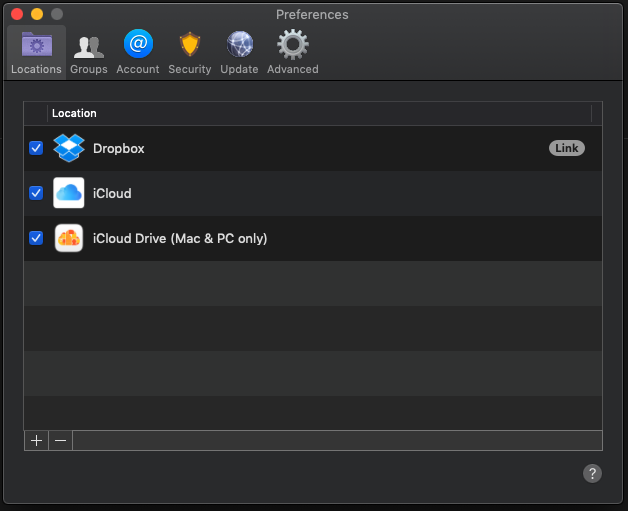 Preferences
Locations Groups Account Security Update Advanced
Location
Dropbox Link
iCloud
iCloud Drive (Mac & PC only)
?